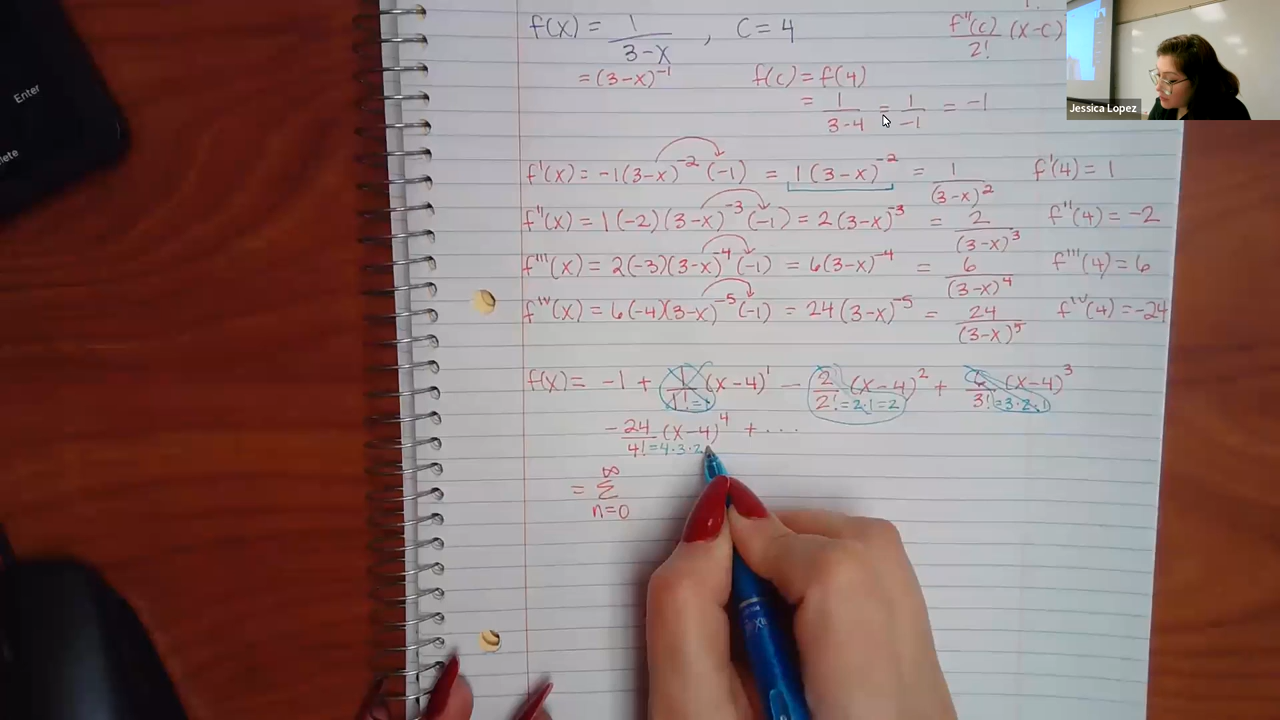 f(x) = 1/(3-x) , C = 4
f''(c)/2! (x-c)
= (3-x)^-1
f(c) = f(4)
= 1/(3-4) = 1/-1 = -1
Jessica Lopez
f'(x) = -1(3-x)^-2 (-1) = 1(3-x)^-2 = 1/(3-x)^2 f'(4) = 1
f''(x) = 1(-2)(3-x)^-3 (-1) = 2(3-x)^-3 = 2/(3-x)^3 f''(4) = -2
f'''(x) = 2(-3)(3-x)^-4 (-1) = 6(3-x)^-4 = 6/(3-x)^4 f'''(4) = 6
f^IV(x) = 6(-4)(3-x)^-5 (-1) = 24(3-x)^-5 = 24/(3-x)^5 f^IV(4) = -24
f(x) = -1 + 1/1! (x-4)^1 - 2/2! (x-4)^2 + 6/3! (x-4)^3
=2·1=2
=3·2·1
- 24/4! (x-4)^4 + ...
=4·3·2
= ∞ Σ n=0
Enter